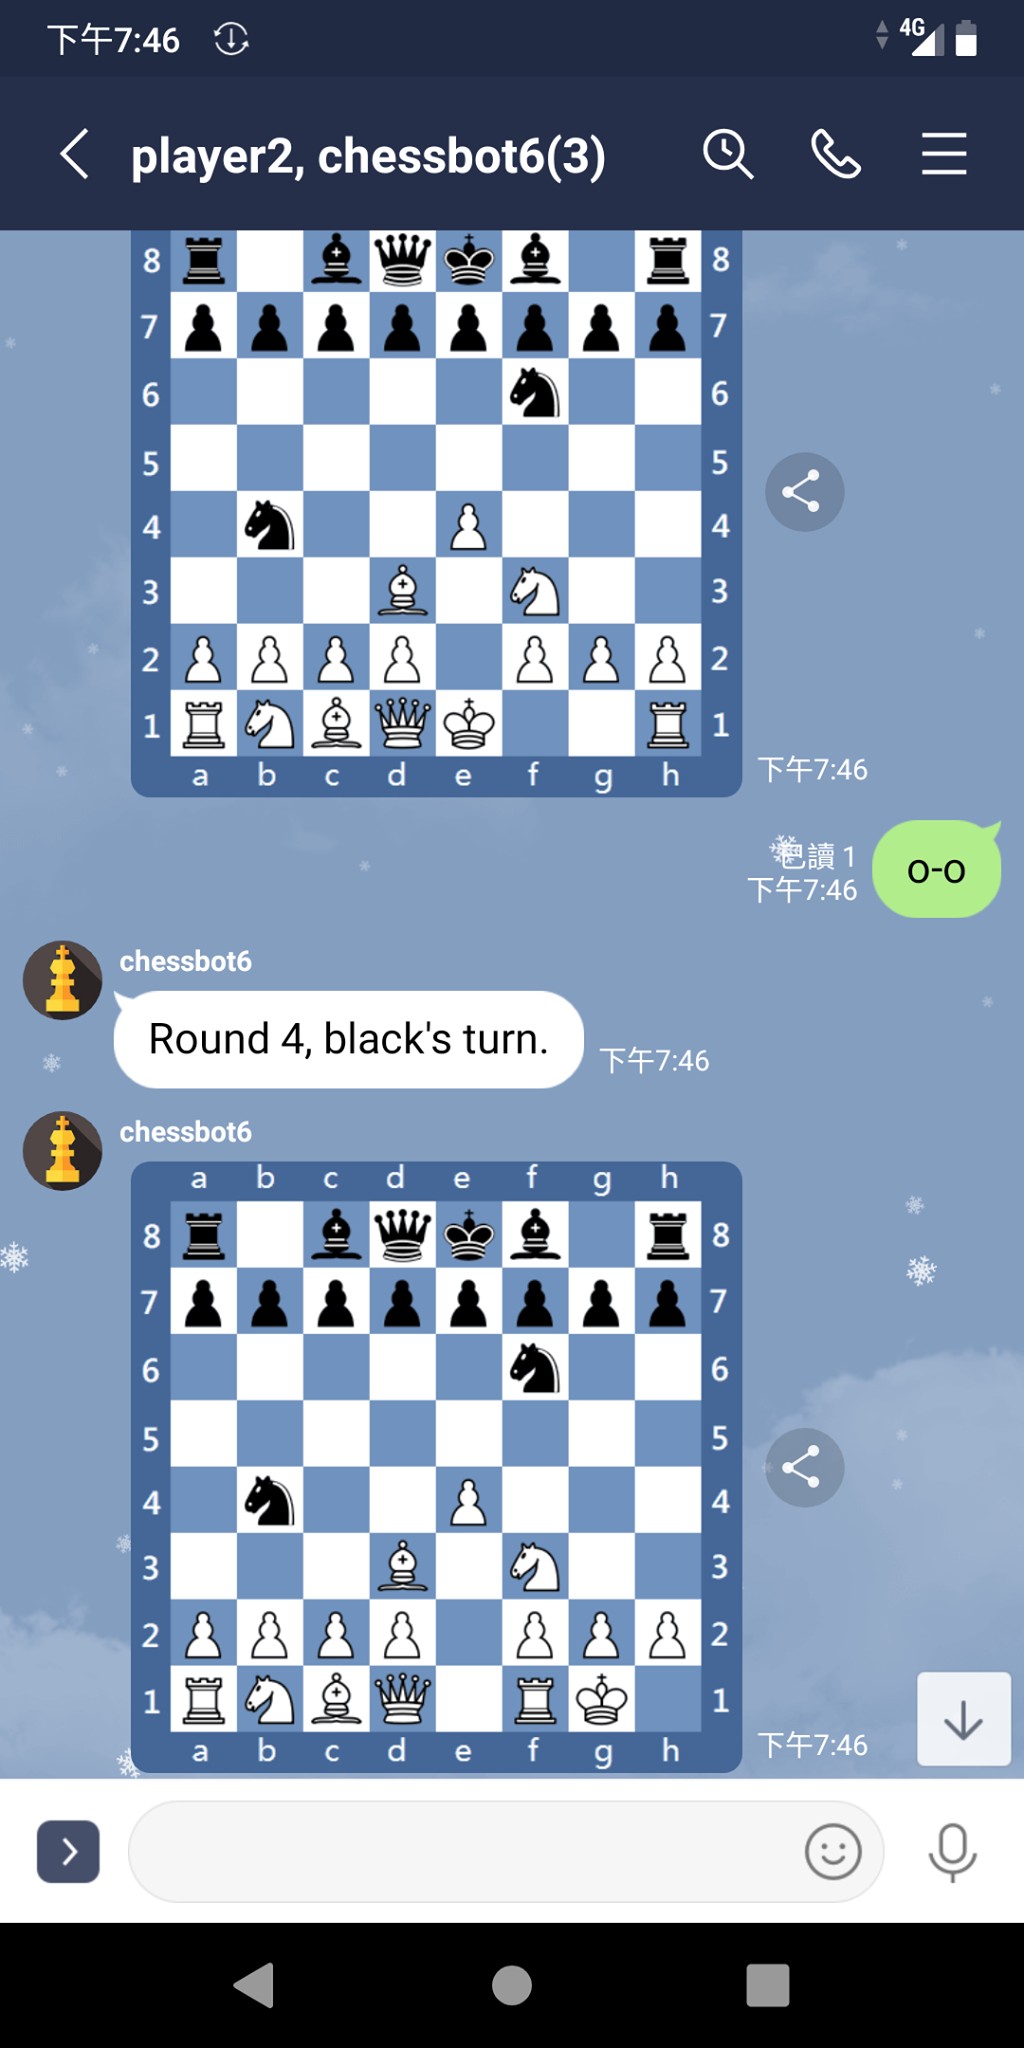 下午7:46
4G
player2, chessbot6(3)
8 8
7 7
6 6
5 5
4 4
3 3
2 2
1 1
a b c d e f g h
下午7:46
已讀 1
下午7:46
o-o
chessbot6
Round 4, black's turn.
下午7:46
chessbot6
a b c d e f g h
8 8
7 7
6 6
5 5
4 4
3 3
2 2
1 1
a b c d e f g h
下午7:46